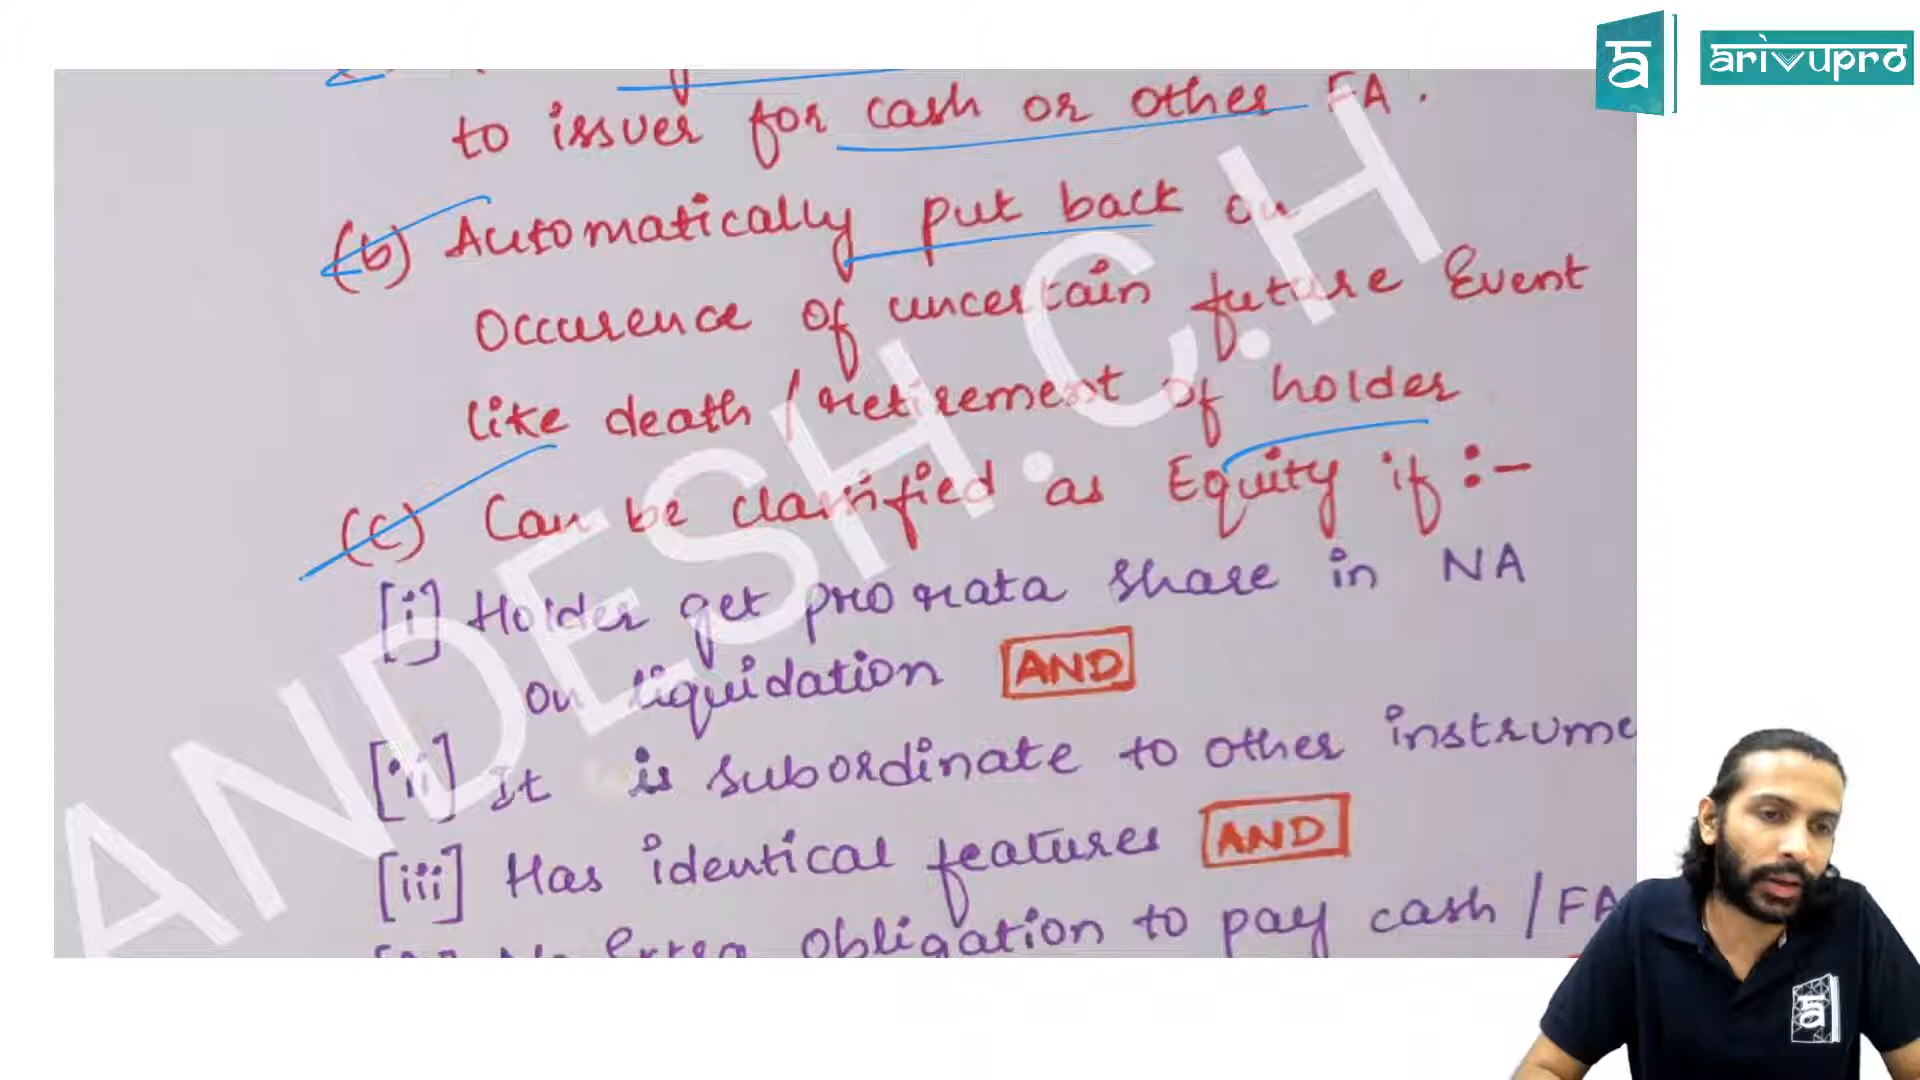 ā arivupro
to issuer for cash or other FA.
(b) Automatically put back on
Occurence of uncertain future Event
like death / retirement of holder
(c) Can be classified as Equity if :-
[i] Holder get pro rata share in NA
on liquidation AND
[ii] It is subordinate to other instrume
[iii] Has identical features AND
No Extra obligation to pay cash / FA
ANDESH.C.H
ā